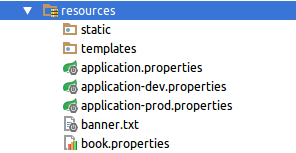 resources
static
templates
application.properties
application-dev.properties
application-prod.properties
banner.txt
book.properties